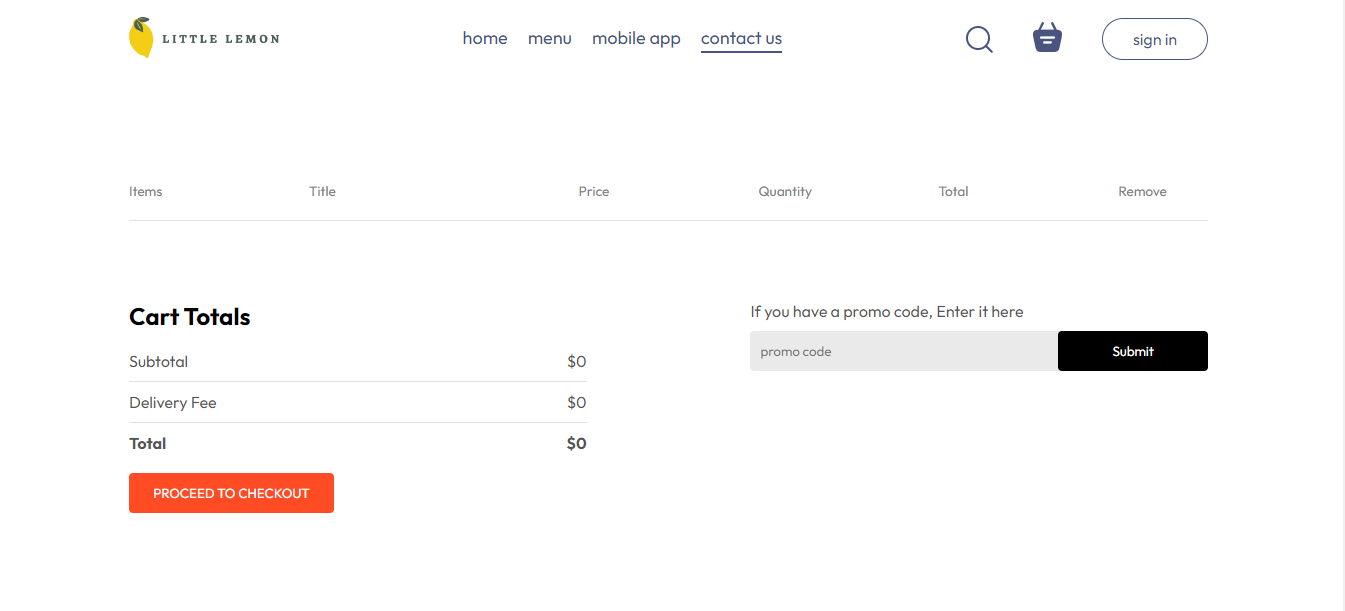 LITTLE LEMON home menu mobile app contact us sign in
Items Title Price Quantity Total Remove
Cart Totals
If you have a promo code, Enter it here
promo code Submit
Subtotal $0
Delivery Fee $0
Total $0
PROCEED TO CHECKOUT